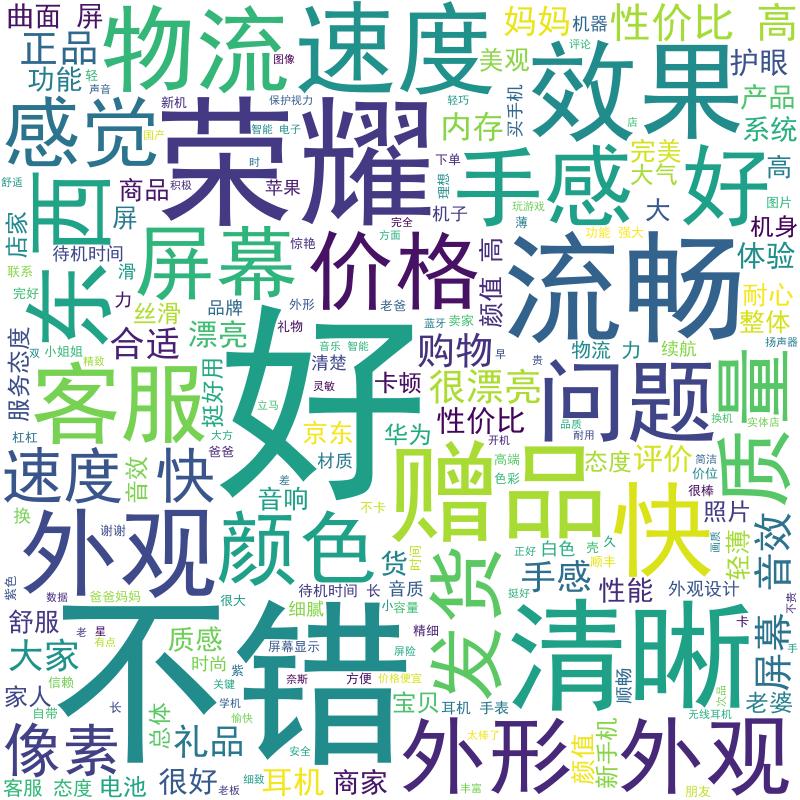 曲面 屏
物流
速度
妈妈
机器
性价比 高
正品
图像
美观
效果
护眼
功能
轻
声音
新机
保护视力
轻巧
评论
买手机
产品
感觉
国产
智能 电子
荣耀
内存
店
系统
舒适
东西
时
下单
手感
完美
好
高
大气
商品
积极
苹果
理想
玩游戏
图片
店家
屏
机子
薄
大
机身
待机时间
屏幕
惊艳
完全
方面
价格
颜值 高
流畅
功能 强大
体验
联系
滑
完好
力
丝滑
品牌
外形
老爸
耐心
整体
服务态度
双
小姐姐
合适
漂亮
礼物
蓝牙
卖家
音乐 智能
购物
早
贵
物流 力
续航
扬声器
精致
客服
挺好用
好
清楚
灵敏
卡顿
很漂亮
问题
质量
立马
性价比
品质
换机
实体店
杠杠
大方
爸爸
京东
华为
开机
耐用
速度 快
音效
材质
赠品
高端
色彩
态度
评价
简洁
价位
很棒
换
差
音响
不卡
快
照片
外观
谢谢
颜色
货
时间
发货
正好
白色
壳
久
顺丰
画质
轻薄
音效
紫色
数据
爸爸妈妈
很大
待机时间 长
音质
小容量
手感
挺好
性能
外观设计
不贵
舒服
老
星
有点
不错
细腻
精细
清晰
卡
屏幕
手
大家
质感
时尚
紫
屏幕显示
屏险
信赖
关键
奈斯
方便
价格便宜
顺畅
次品
家人
自带
长
总体
学机
宝贝
耳机
手表
无线耳机
老婆
像素
礼品
愉快
安全
太棒了
外形
颜值
新手机
外观
客服 态度
电池
很好
老板
细致
耳机
商家
丰富
朋友